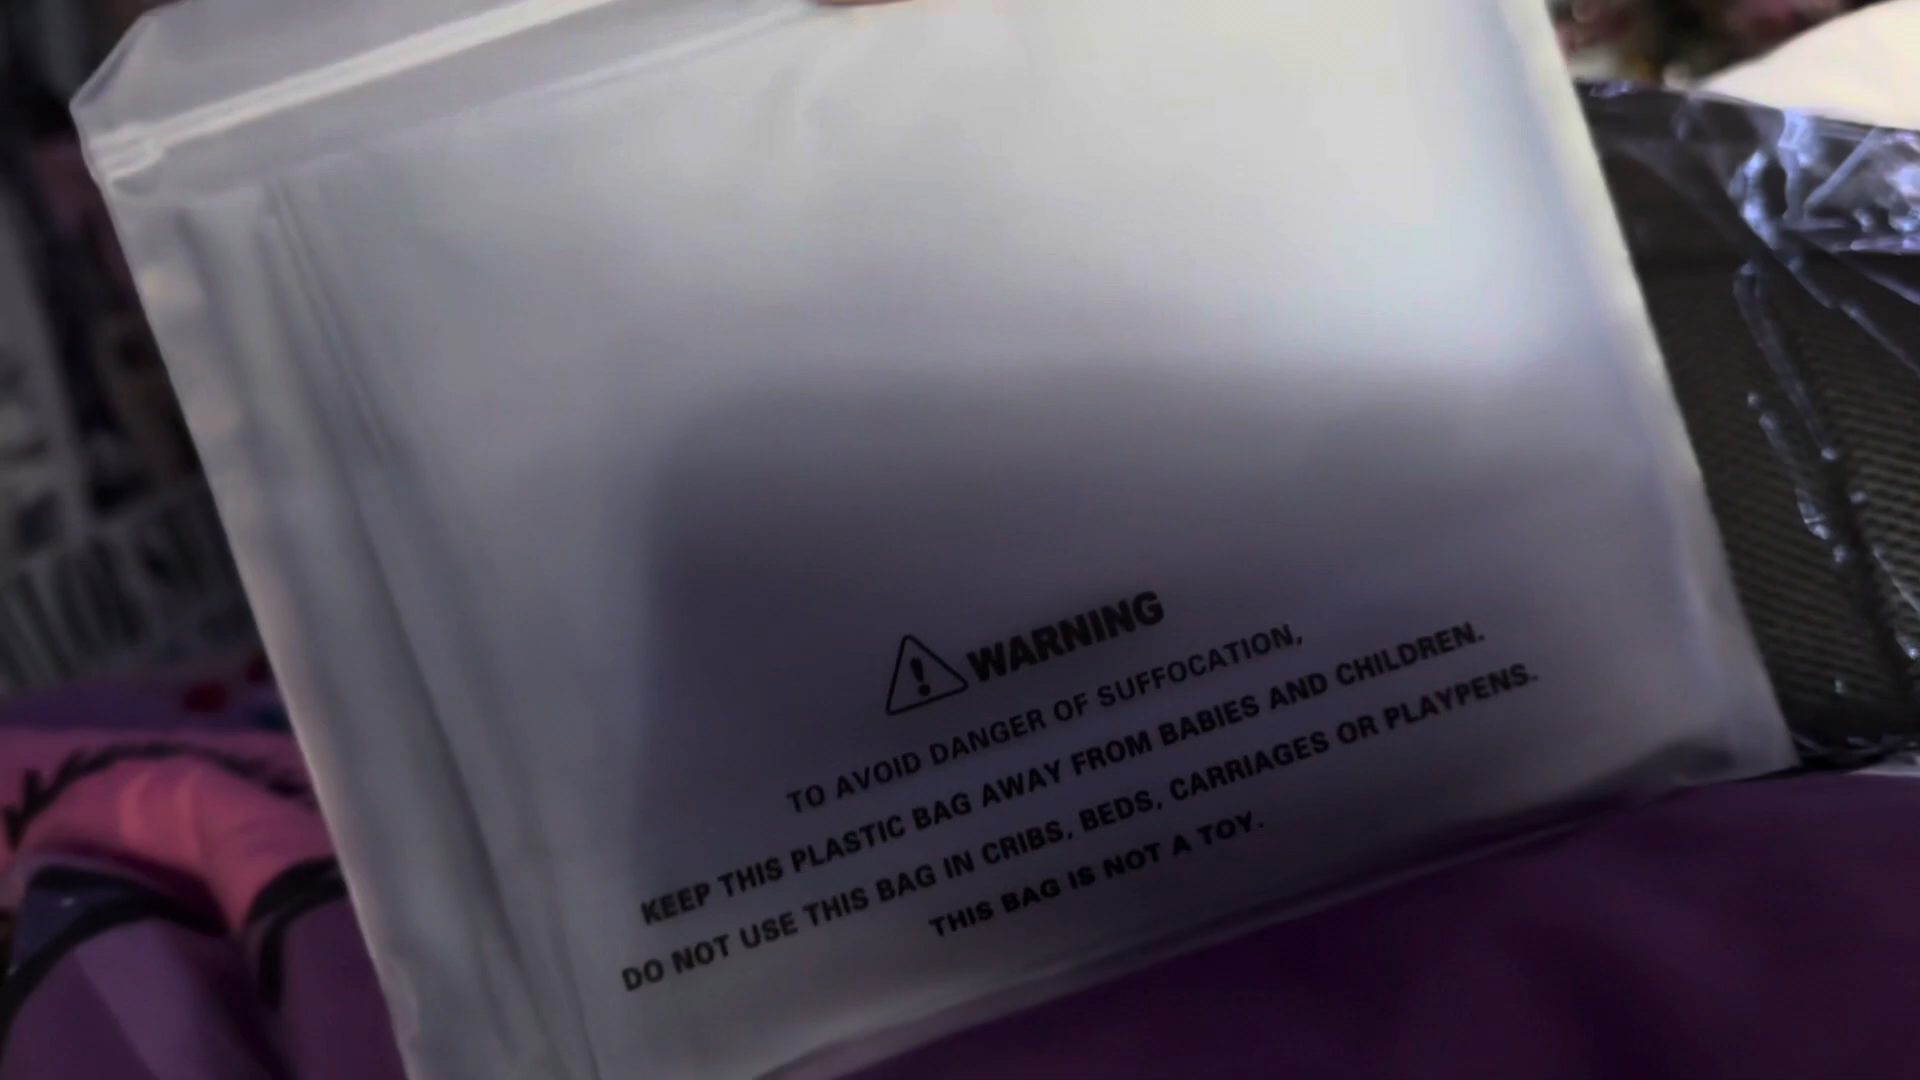 WARNING
TO AVOID DANGER OF SUFFOCATION,
KEEP THIS PLASTIC BAG AWAY FROM BABIES AND CHILDREN.
DO NOT USE THIS BAG IN CRIBS, BEDS, CARRIAGES OR PLAYPENS.
THIS BAG IS NOT A TOY.